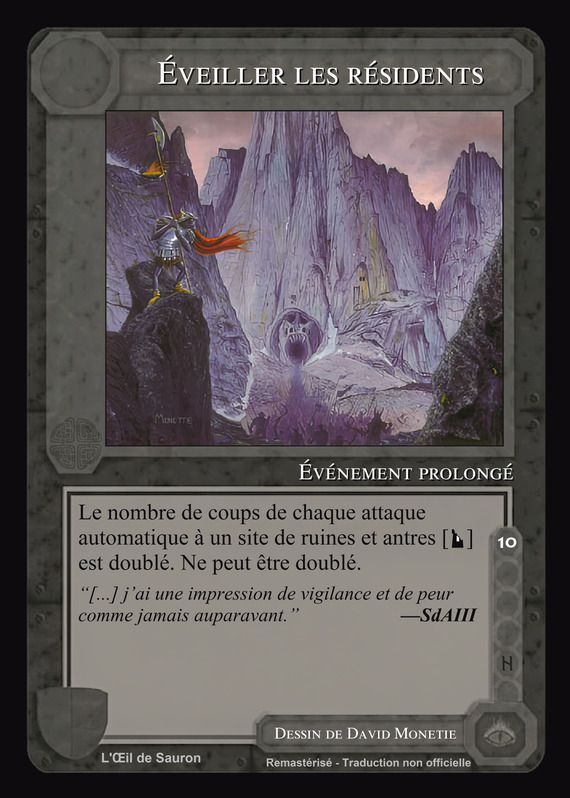 Éveiller les résidents
Monette
Événement prolongé
Le nombre de coups de chaque attaque
automatique à un site de ruines et antres []
est doublé. Ne peut être doublé.
10
“[...] j’ai une impression de vigilance et de peur
comme jamais auparavant.” —SdAIII
Dessin de David Monetie
L'Œil de Sauron
Remastérisé - Traduction non officielle